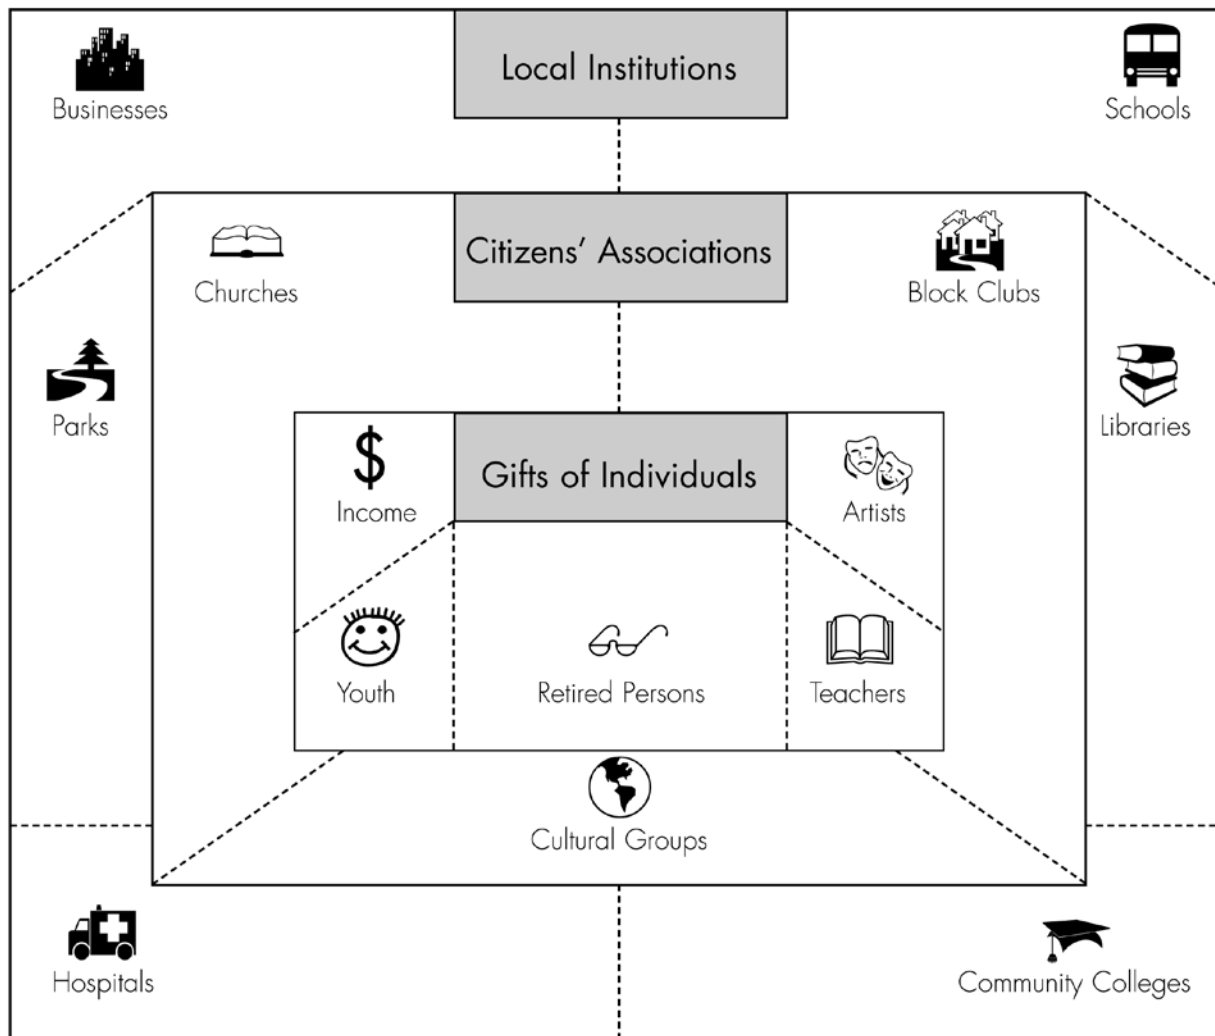 Local Institutions
Businesses
Schools
Citizens' Associations
Churches
Block Clubs
Parks
Libraries
Gifts of Individuals
Income
Artists
Youth
Retired Persons
Teachers
Cultural Groups
Hospitals
Community Colleges